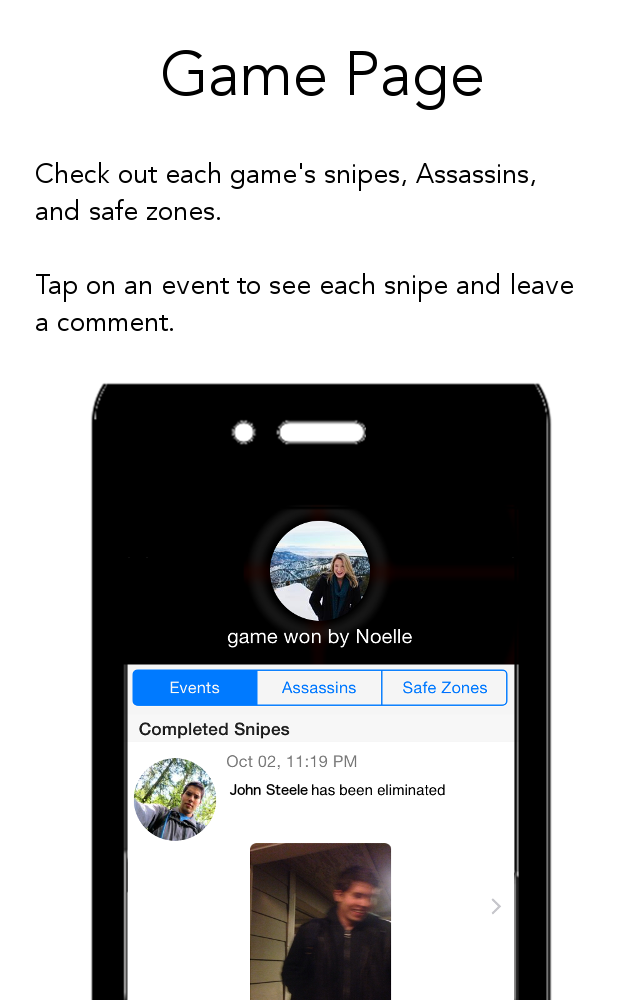 Game Page
Check out each game's snipes, Assassins,
and safe zones.
Tap on an event to see each snipe and leave
a comment.
game won by Noelle
Events Assassins Safe Zones
Completed Snipes
Oct 02, 11:19 PM
John Steele has been eliminated